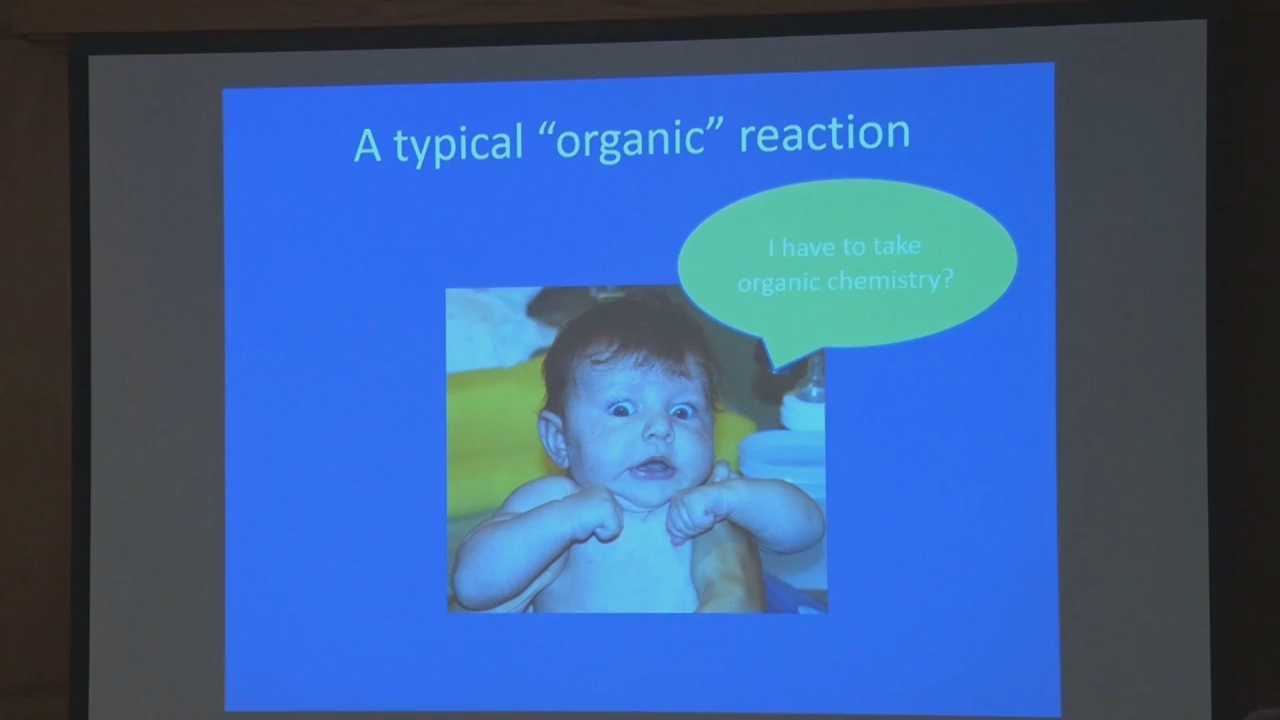 A typical “organic” reaction
I have to take
organic chemistry?